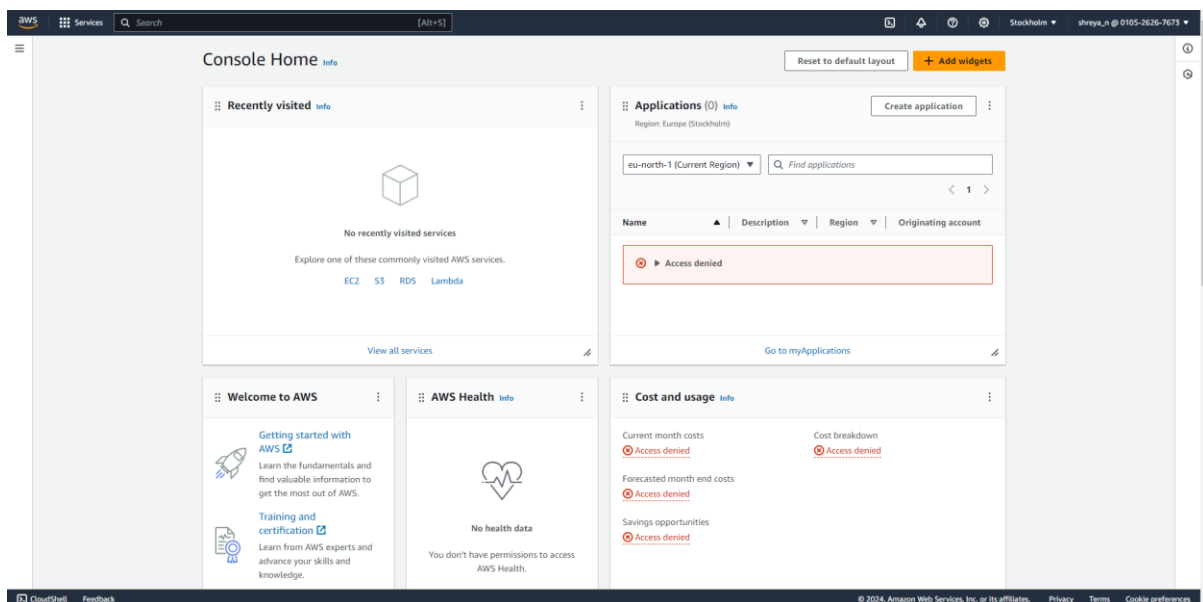 aws
Services
Search
[Alt+S]
Stockholm
shreya_n @ 0105-2626-7673
Console Home Info
Reset to default layout
+ Add widgets
Recently visited Info
No recently visited services
Explore one of these commonly visited AWS services.
EC2 S3 RDS Lambda
View all services
Applications (0) Info
Region: Europe (Stockholm)
Create application
eu-north-1 (Current Region)
Find applications
1
Name Description Region Originating account
Access denied
Go to myApplications
Welcome to AWS
Getting started with
AWS
Learn the fundamentals and
find valuable information to
get the most out of AWS.
Training and
certification
Learn from AWS experts and
advance your skills and
knowledge.
AWS Health Info
No health data
You don't have permissions to access
AWS Health.
Cost and usage Info
Current month costs
Access denied
Forecasted month end costs
Access denied
Savings opportunities
Access denied
Cost breakdown
Access denied
CloudShell Feedback
© 2024, Amazon Web Services, Inc. or its affiliates. Privacy Terms Cookie preferences